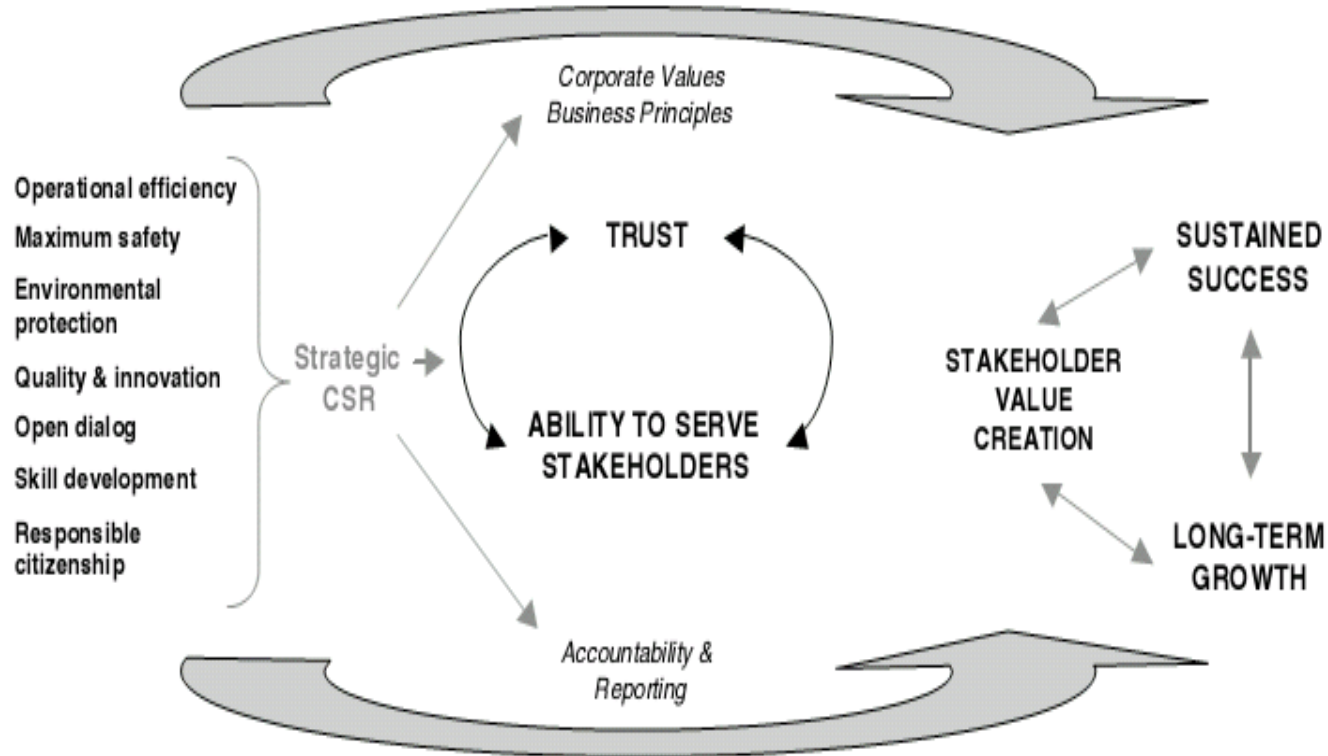 Corporate Values
Business Principles
Operational efficiency
Maximum safety
Environmental
protection
Quality & innovation
Open dialog
Skill development
Responsible
citizenship
Strategic
CSR
TRUST
ABILITY TO SERVE
STAKEHOLDERS
STAKEHOLDER
VALUE
CREATION
SUSTAINED
SUCCESS
LONG-TERM
GROWTH
Accountability &
Reporting